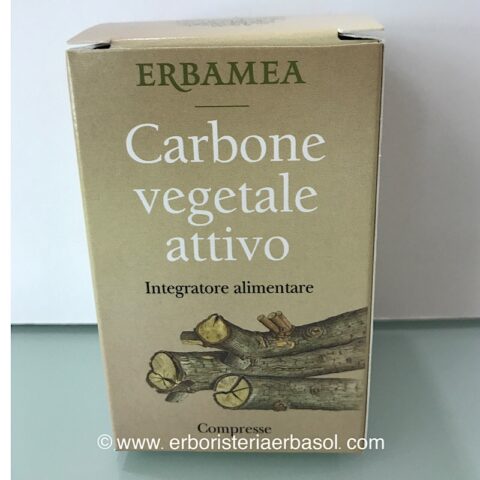 ERBAMEA
Carbone
vegetale
attivo
Integratore alimentare
Compresse
© www. erboristeriaerbasol. com